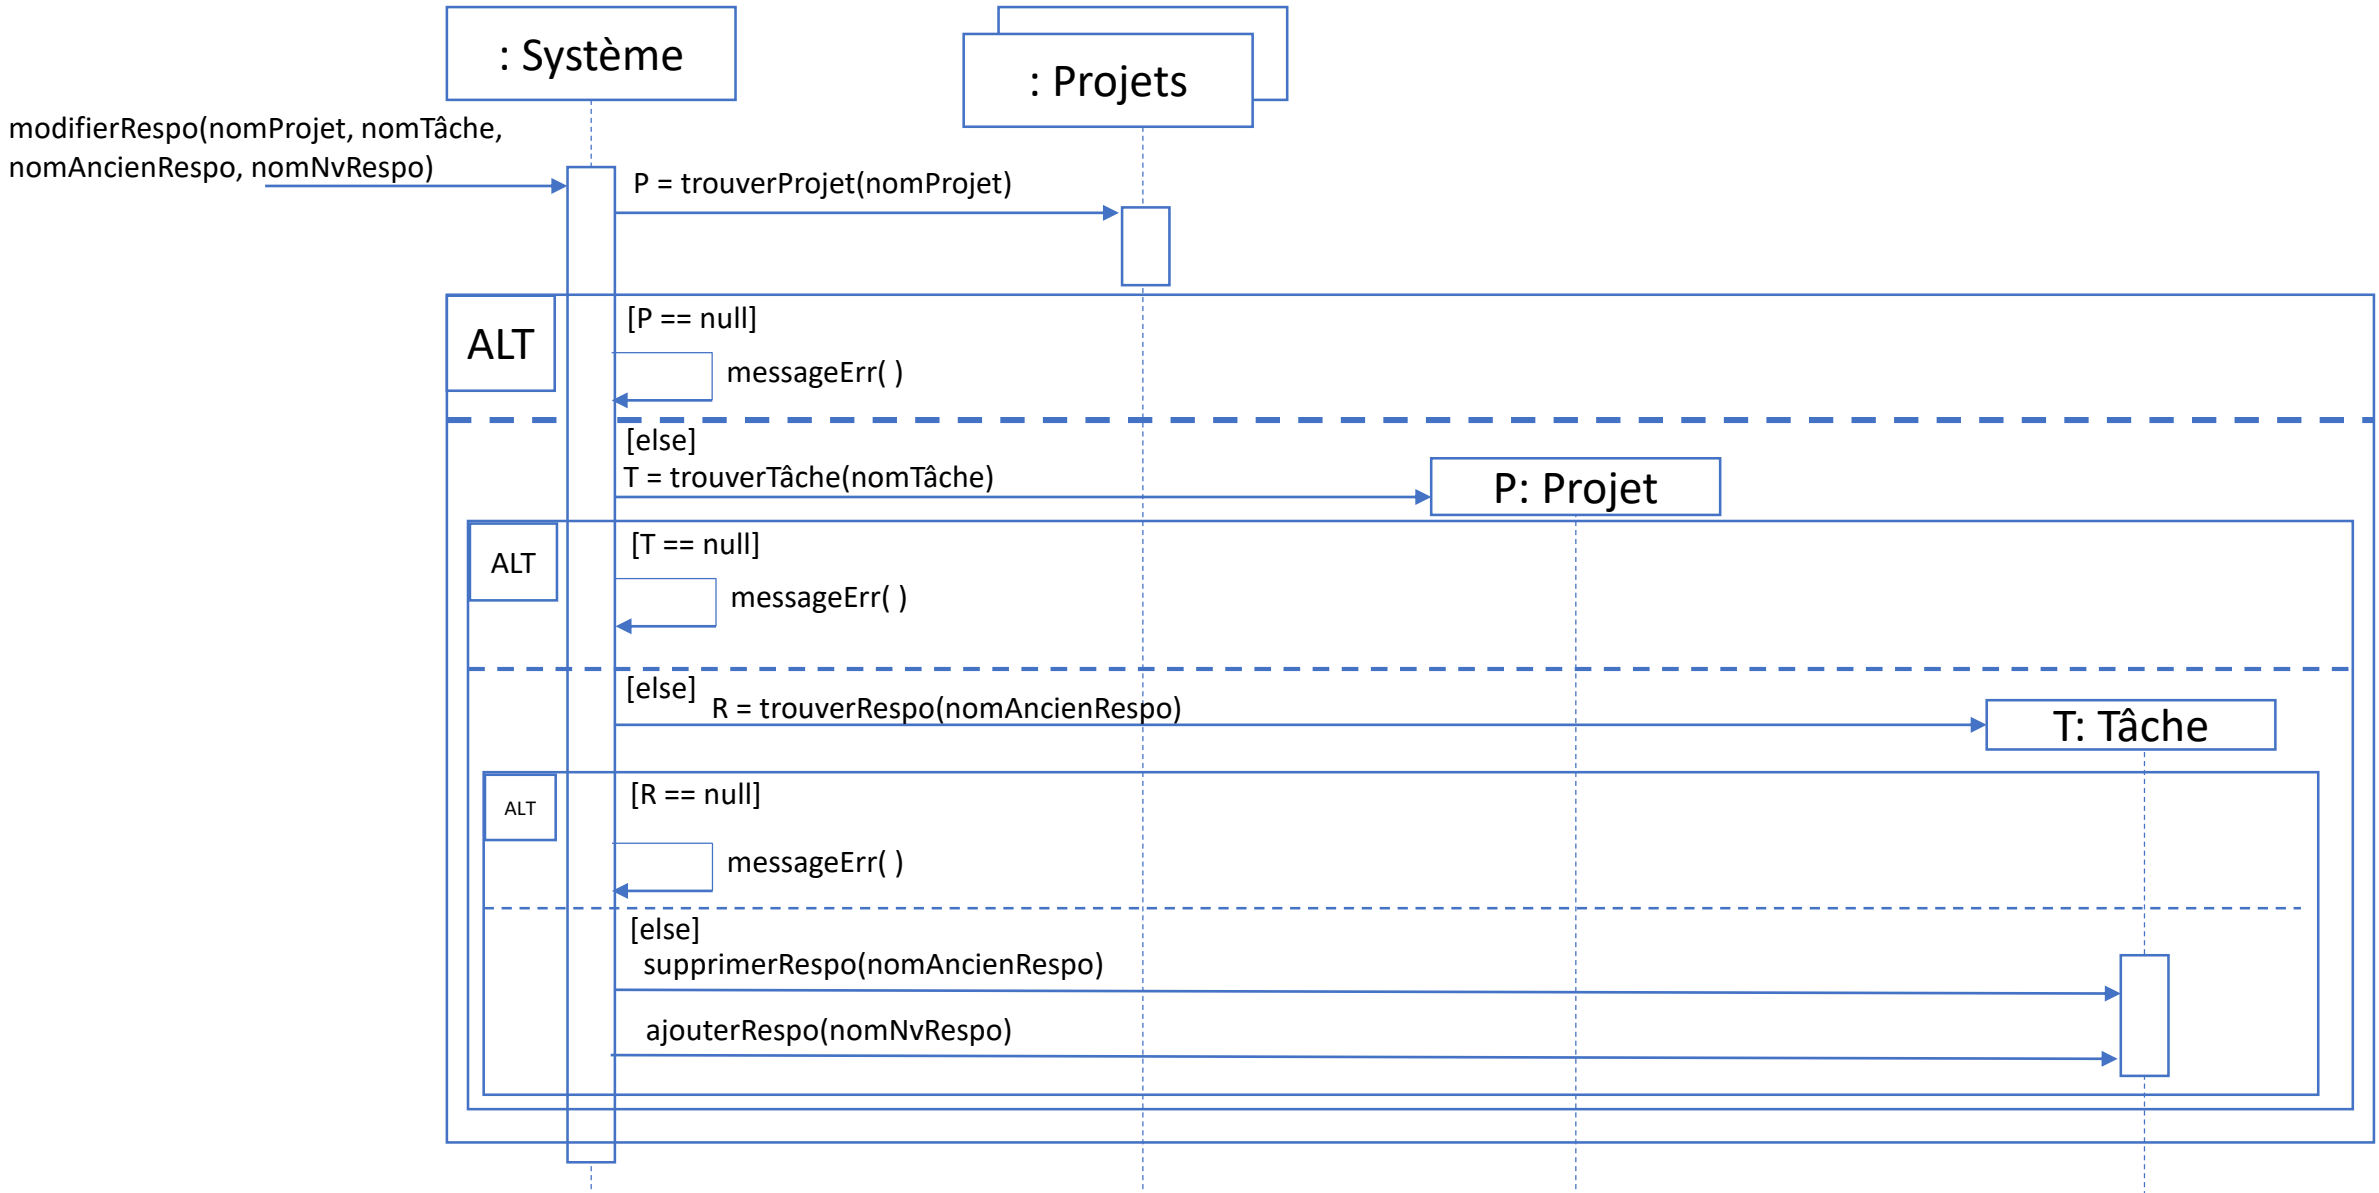 : Système
: Projets
modifierRespo(nomProjet, nomTâche,
nomAncienRespo, nomNvRespo)
P = trouverProjet(nomProjet)
ALT
[P == null]
messageErr( )
[else]
T = trouverTâche(nomTâche)
P: Projet
ALT
[T == null]
messageErr( )
[else]
R = trouverRespo(nomAncienRespo)
T: Tâche
ALT
[R == null]
messageErr( )
[else]
supprimerRespo(nomAncienRespo)
ajouterRespo(nomNvRespo)